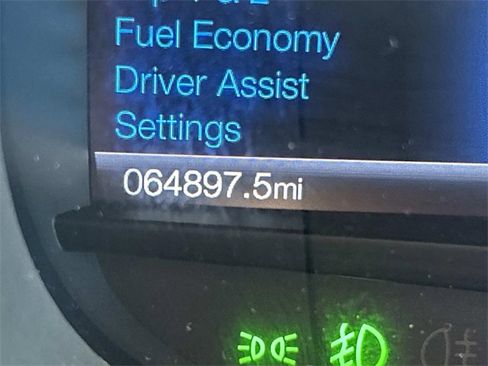 Fuel Economy
Driver Assist
Settings
064897.5mi